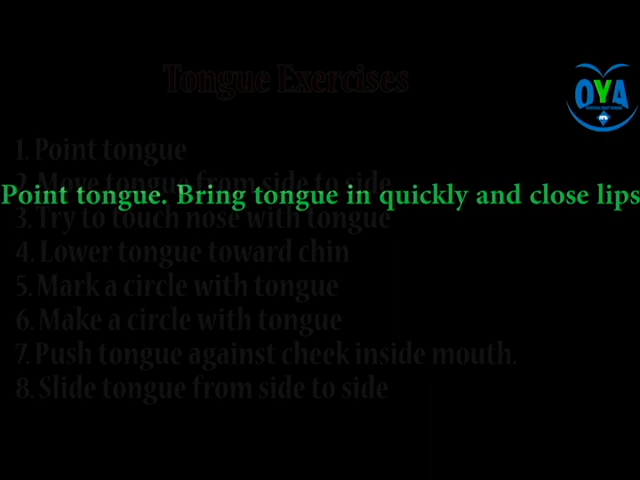 Tongue Exercises
OYA
1. Point tongue
2. Move tongue from side to side
Point tongue. Bring tongue in quickly and close lips
3. Try to touch nose with tongue
4. Lower tongue toward chin
5. Mark a circle with tongue
6. Make a circle with tongue
7. Push tongue against cheek inside mouth.
8. Slide tongue from side to side